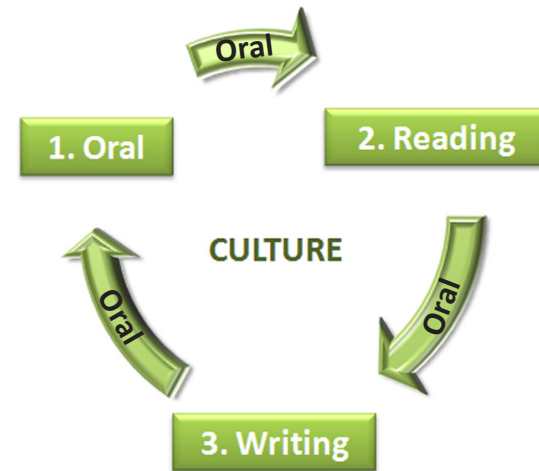 Oral
1. Oral
2. Reading
CULTURE
Oral
Oral
3. Writing